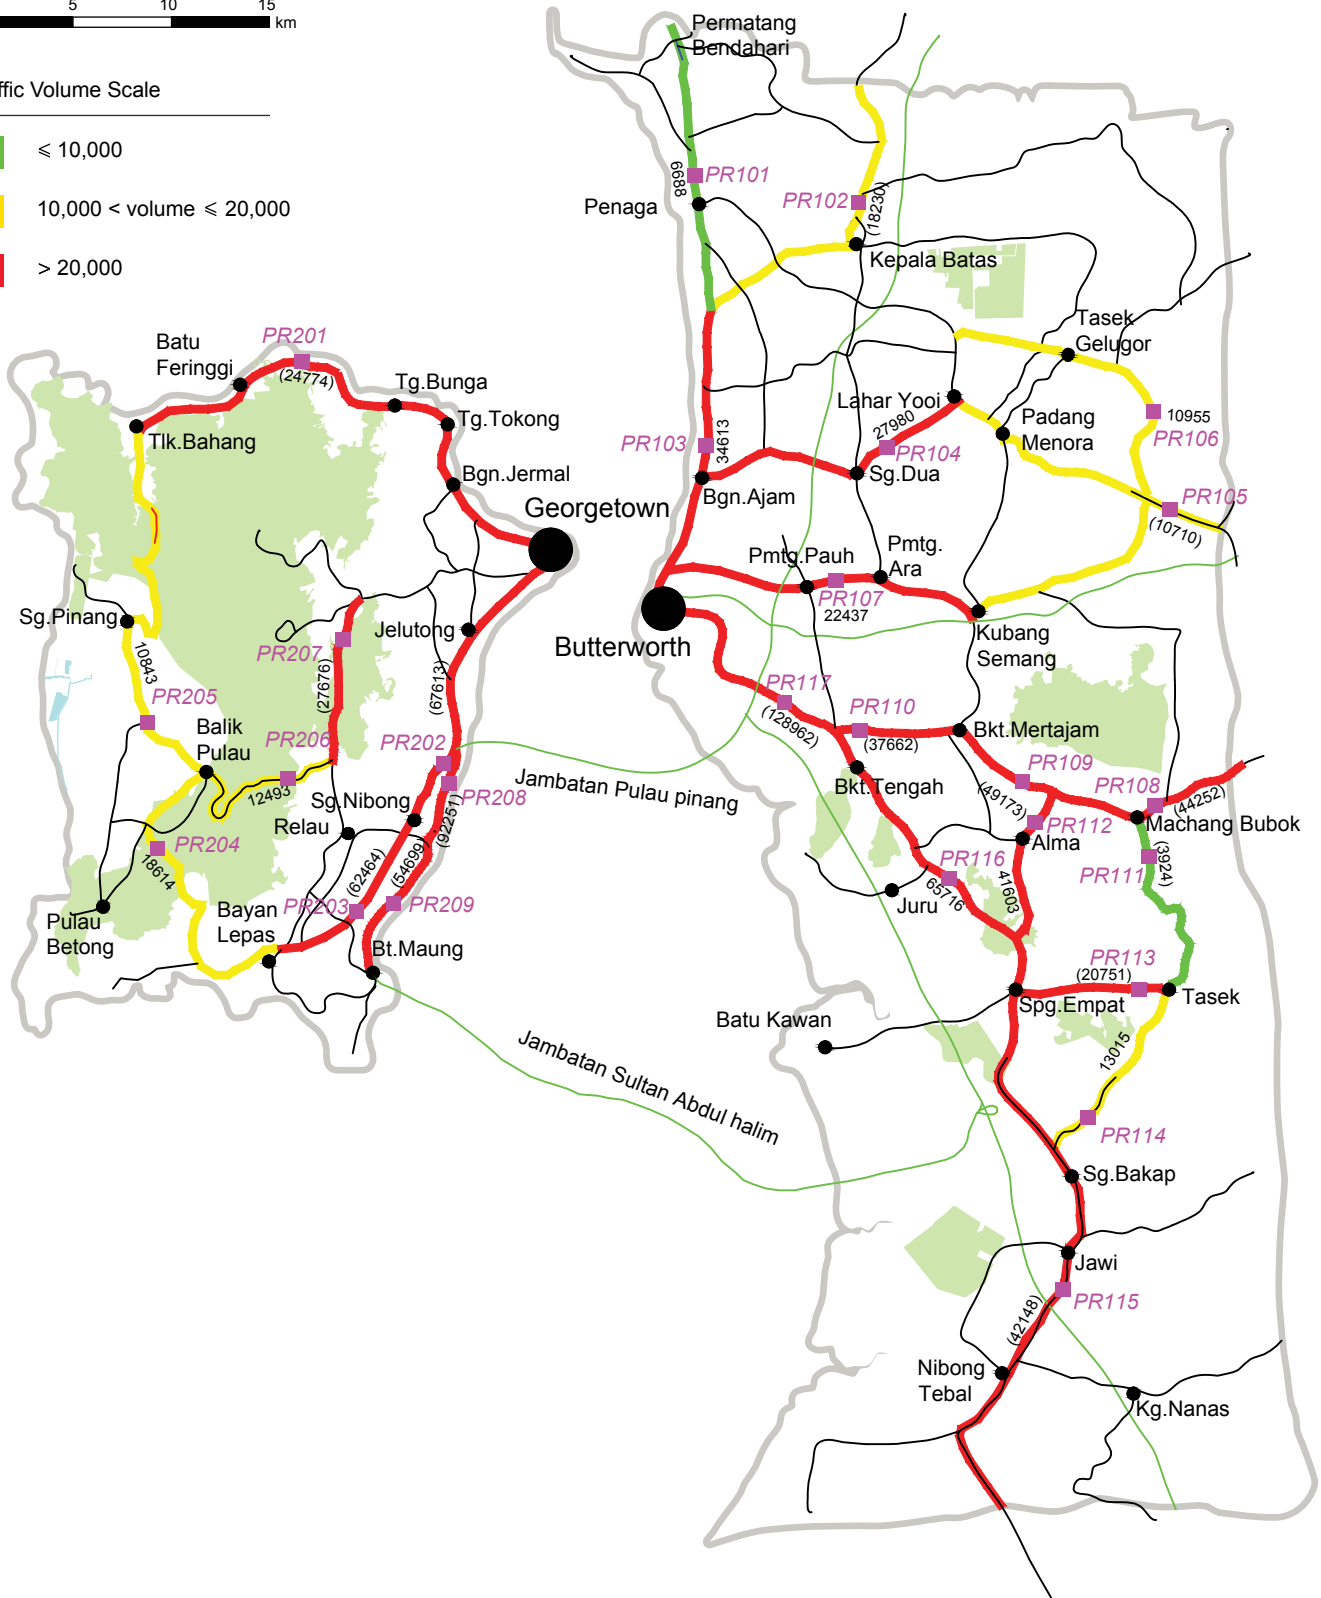 5 10 15
km
ffic Volume Scale
⩽ 10,000
10,000 < volume ⩽ 20,000
> 20,000
Permatang
Bendahari
6688
PR101
Penaga
PR102
(18230)
Kepala Batas
Tasek
Gelugor
Lahar Yooi
Padang
Menora
10955
PR106
PR103
34613
27980
PR104
Sg.Dua
Bgn.Ajam
PR105
(10710)
Pmtg.Pauh
Pmtg.
Ara
PR107
22437
Butterworth
Kubang
Semang
PR117
(128962)
PR110
(37662)
Bkt.Mertajam
Bkt.Tengah
PR109
(49173)
PR108
(44252)
PR112
Machang Bubok
Alma
PR116
65716
41603
PR111
(3924)
Juru
PR113
(20751)
Tasek
Spg.Empat
Batu Kawan
13015
PR114
Sg.Bakap
Jawi
PR115
(42148)
Nibong
Tebal
Kg.Nanas
Batu
Feringgi
PR201
(24774)
Tg.Bunga
Tg.Tokong
Tlk.Bahang
Bgn.Jermal
Georgetown
Sg.Pinang
10843
PR205
PR207
(27676)
Jelutong
(67613)
Balik
Pulau
PR206
12493
PR202
PR208
(92251)
Sg.Nibong
Relau
PR204
18614
(62464)
(54699)
PR203
PR209
Bayan
Lepas
Bt.Maung
Pulau
Betong
Jambatan Pulau pinang
Jambatan Sultan Abdul halim